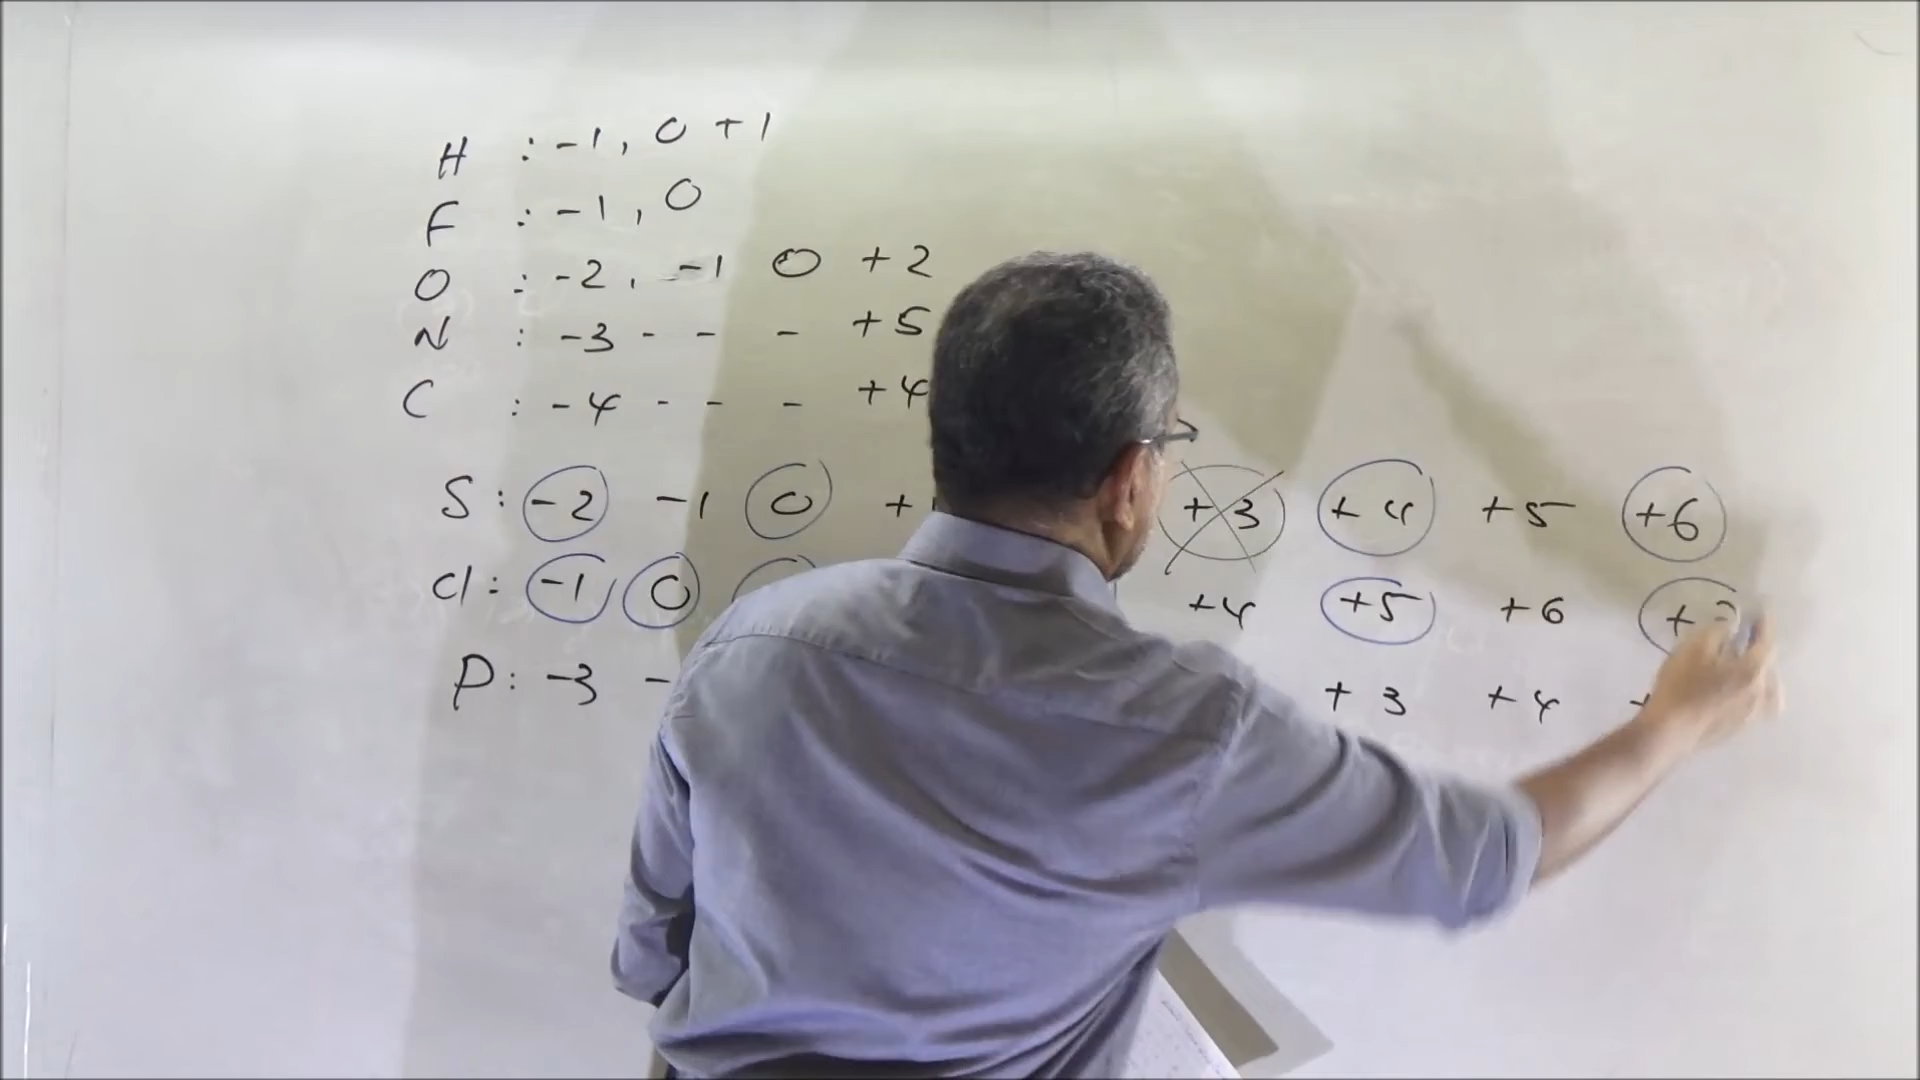 H : -1, 0 +1
F : -1, 0
O : -2, -1 0 +2
N : -3 - - - +5
C : -4 - - - +4
S : -2 -1 0 + +3 +4 +5 +6
Cl : -1 0 +4 +5 +6 +
P : -3 - +3 +4 +